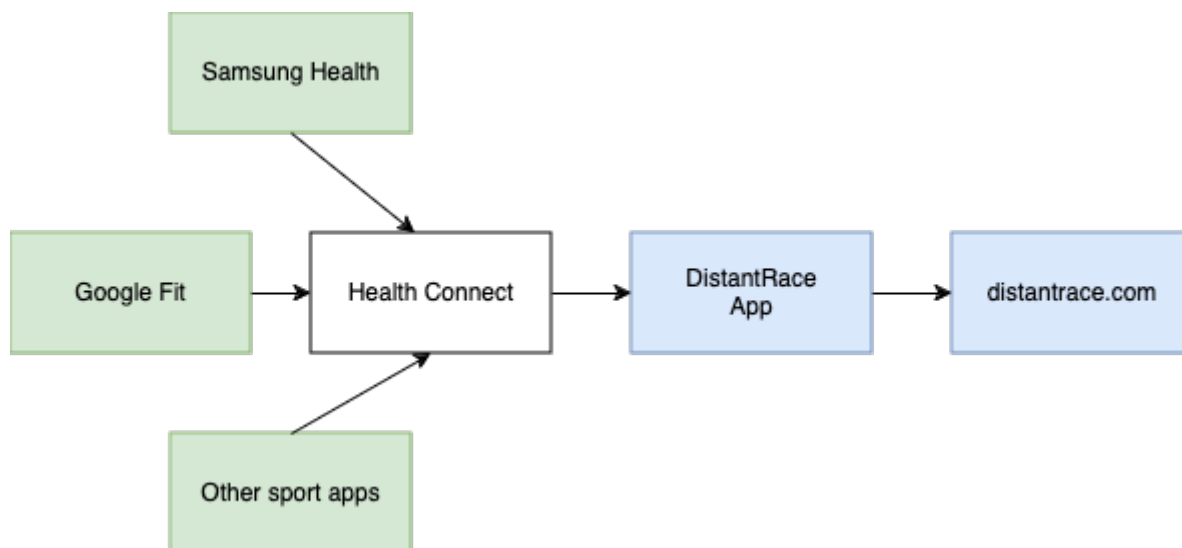 Samsung Health
Google Fit
Health Connect
DistantRace
App
distantrace.com
Other sport apps